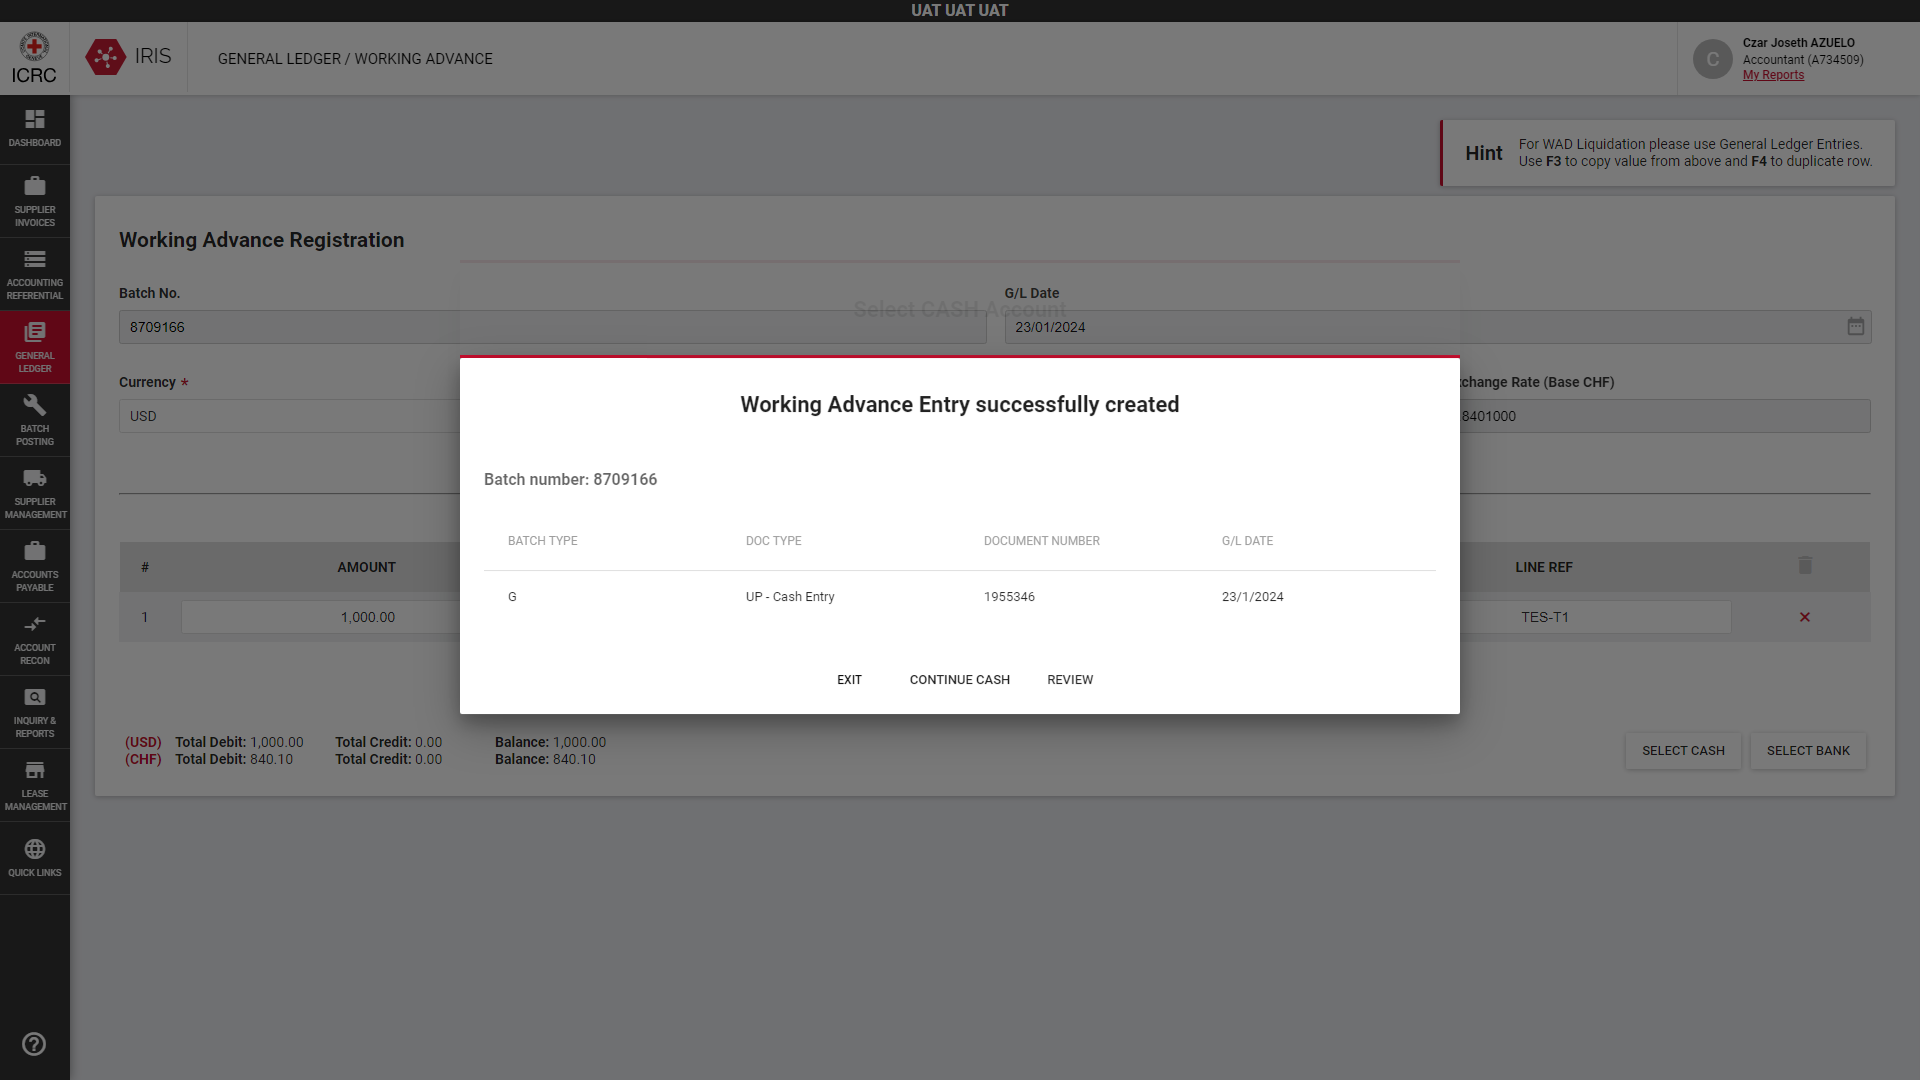 UAT UAT UAT
ICRC
IRIS
GENERAL LEDGER / WORKING ADVANCE
C
Czar Joseth AZUELO
Accountant (A734509)
My Reports
DASHBOARD
SUPPLIER
INVOICES
ACCOUNTING
REFERENTIAL
GENERAL
LEDGER
BATCH
POSTING
SUPPLIER
MANAGEMENT
ACCOUNTS
PAYABLE
ACCOUNT
RECON
INQUIRY &
REPORTS
LEASE
MANAGEMENT
QUICK LINKS
Hint
For WAD Liquidation please use General Ledger Entries.
Use F3 to copy value from above and F4 to duplicate row.
Working Advance Registration
Batch No.
8709166
G/L Date
23/01/2024
Select CASH Account
Currency *
USD
change Rate (Base CHF)
8401000
# AMOUNT LINE REF
1 1,000.00 TES-T1
Working Advance Entry successfully created
Batch number: 8709166
BATCH TYPE DOC TYPE DOCUMENT NUMBER G/L DATE
G UP - Cash Entry 1955346 23/1/2024
EXIT CONTINUE CASH REVIEW
(USD) Total Debit: 1,000.00 Total Credit: 0.00 Balance: 1,000.00
(CHF) Total Debit: 840.10 Total Credit: 0.00 Balance: 840.10
SELECT CASH SELECT BANK